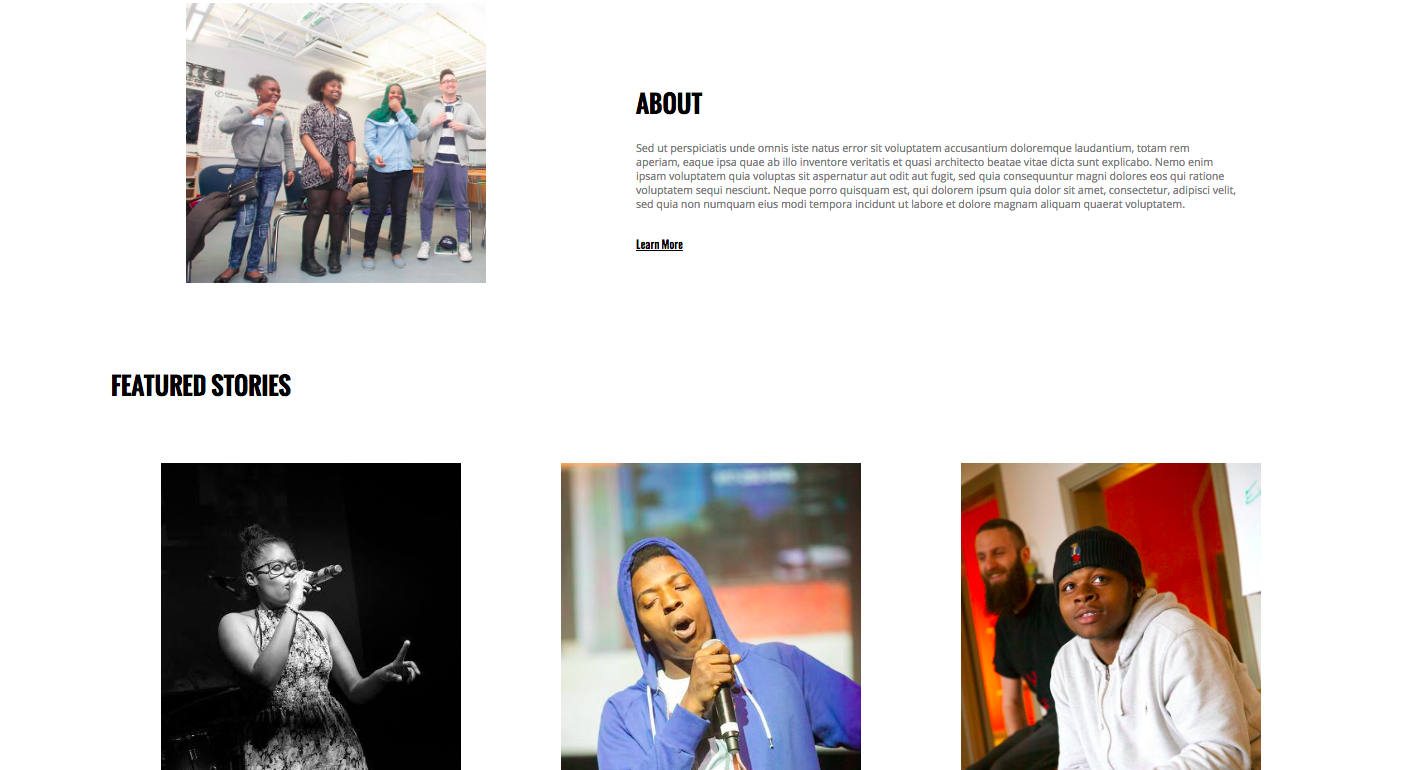 ABOUT
Sed ut perspiciatis unde omnis iste natus error sit voluptatem accusantium doloremque laudantium, totam rem
aperiam, eaque ipsa quae ab illo inventore veritatis et quasi architecto beatae vitae dicta sunt explicabo. Nemo enim
ipsam voluptatem quia voluptas sit aspernatur aut odit aut fugit, sed quia consequuntur magni dolores eos qui ratione
voluptatem sequi nesciunt. Neque porro quisquam est, qui dolorem ipsum quia dolor sit amet, consectetur, adipisci velit,
sed quia non numquam eius modi tempora incidunt ut labore et dolore magnam aliquam quaerat voluptatem.
Learn More
FEATURED STORIES